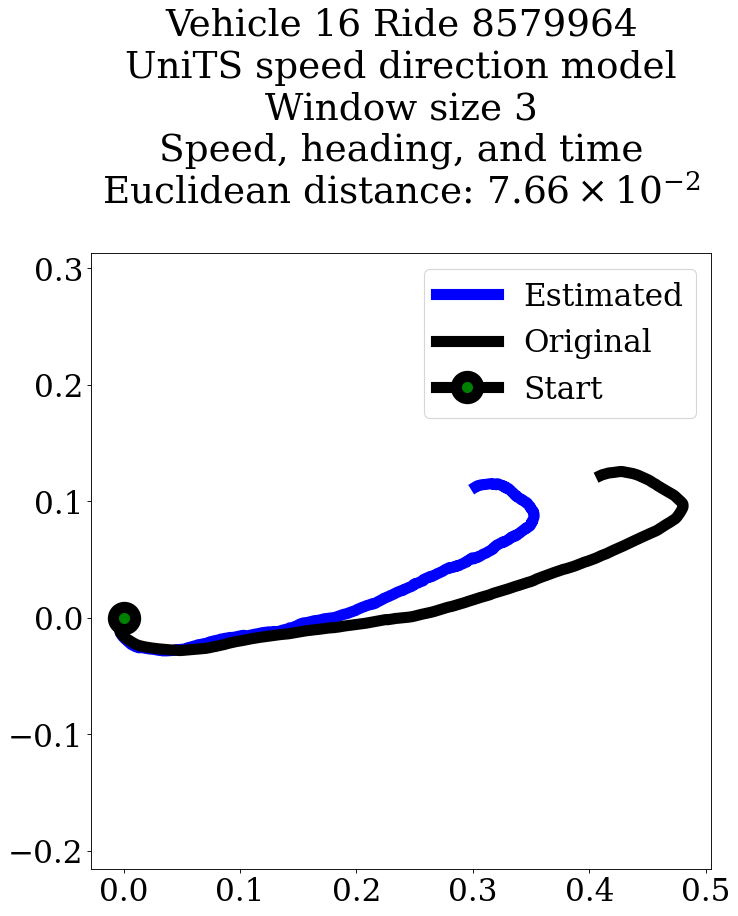 Vehicle 16 Ride 8579964
UniTS speed direction model
Window size 3
Speed, heading, and time
Euclidean distance: 7.66 × 10⁻²
Estimated
Original
Start
0.3
0.2
0.1
0.0
−0.1
−0.2
0.0 0.1 0.2 0.3 0.4 0.5